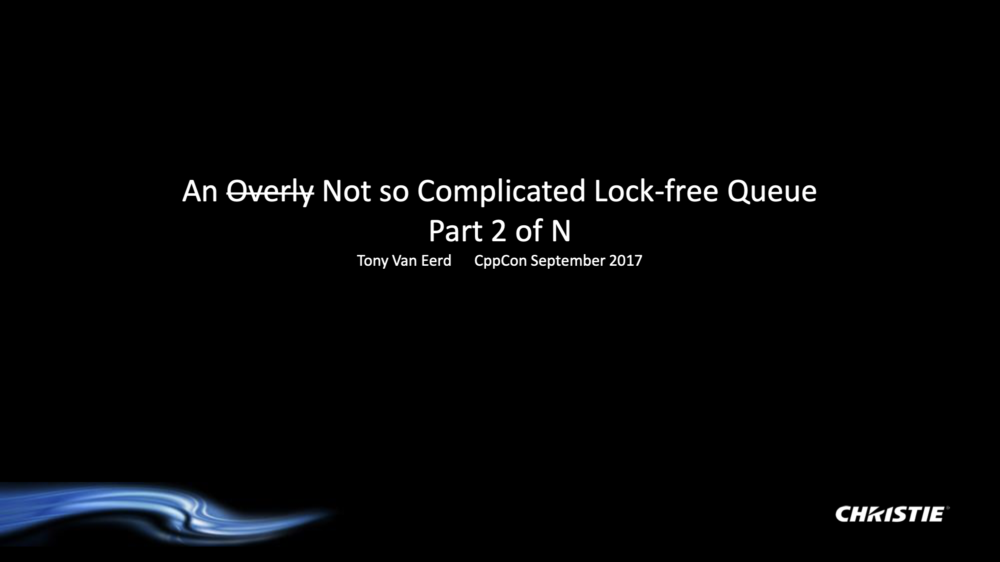 An Overly Not so Complicated Lock-free Queue
Part 2 of N
Tony Van Eerd CppCon September 2017
CHRISTIE®